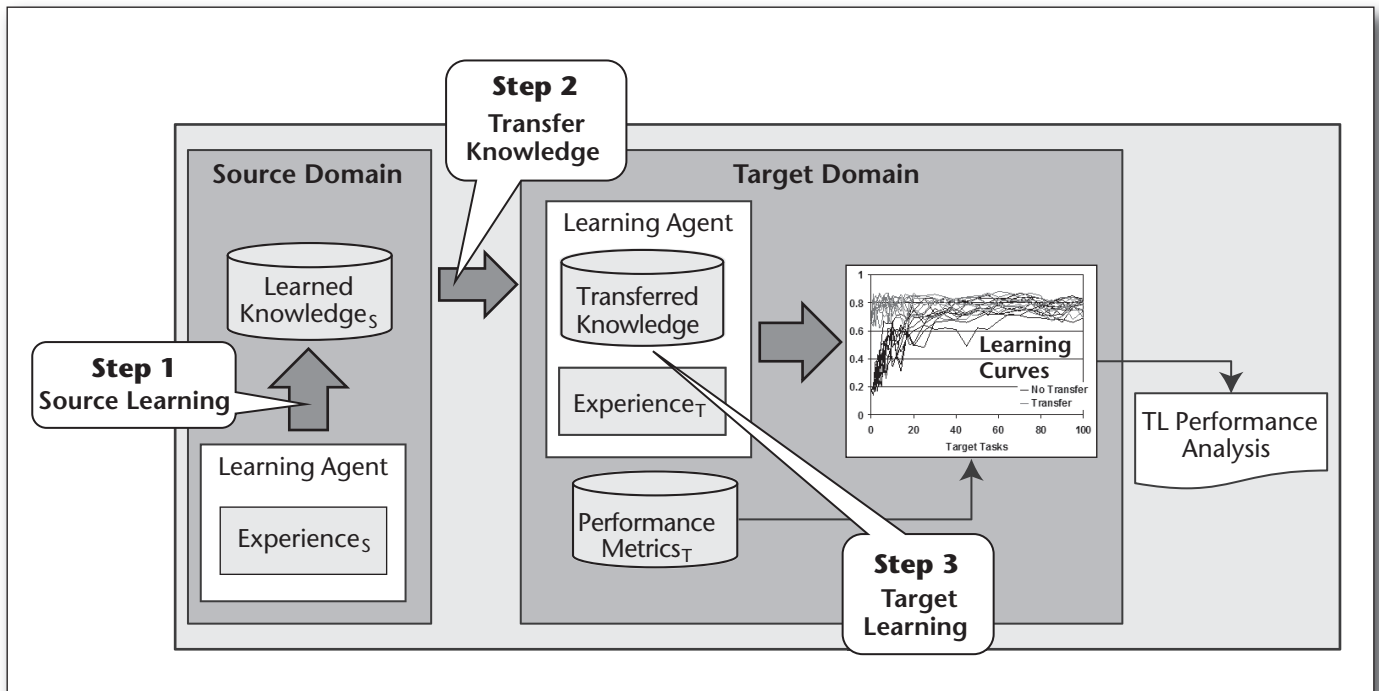 Step 2
Transfer
Knowledge
Source Domain
Target Domain
Learning Agent
Learned
Knowledge_S
Transferred
Knowledge
Experience_T
Step 1
Source Learning
Learning Agent
Experience_S
Performance
Metrics_T
1
0.8
0.6
0.4
0.2
0
Learning
Curves
No Transfer
Transfer
0 20 40 60 80 100
Target Tasks
TL Performance
Analysis
Step 3
Target
Learning